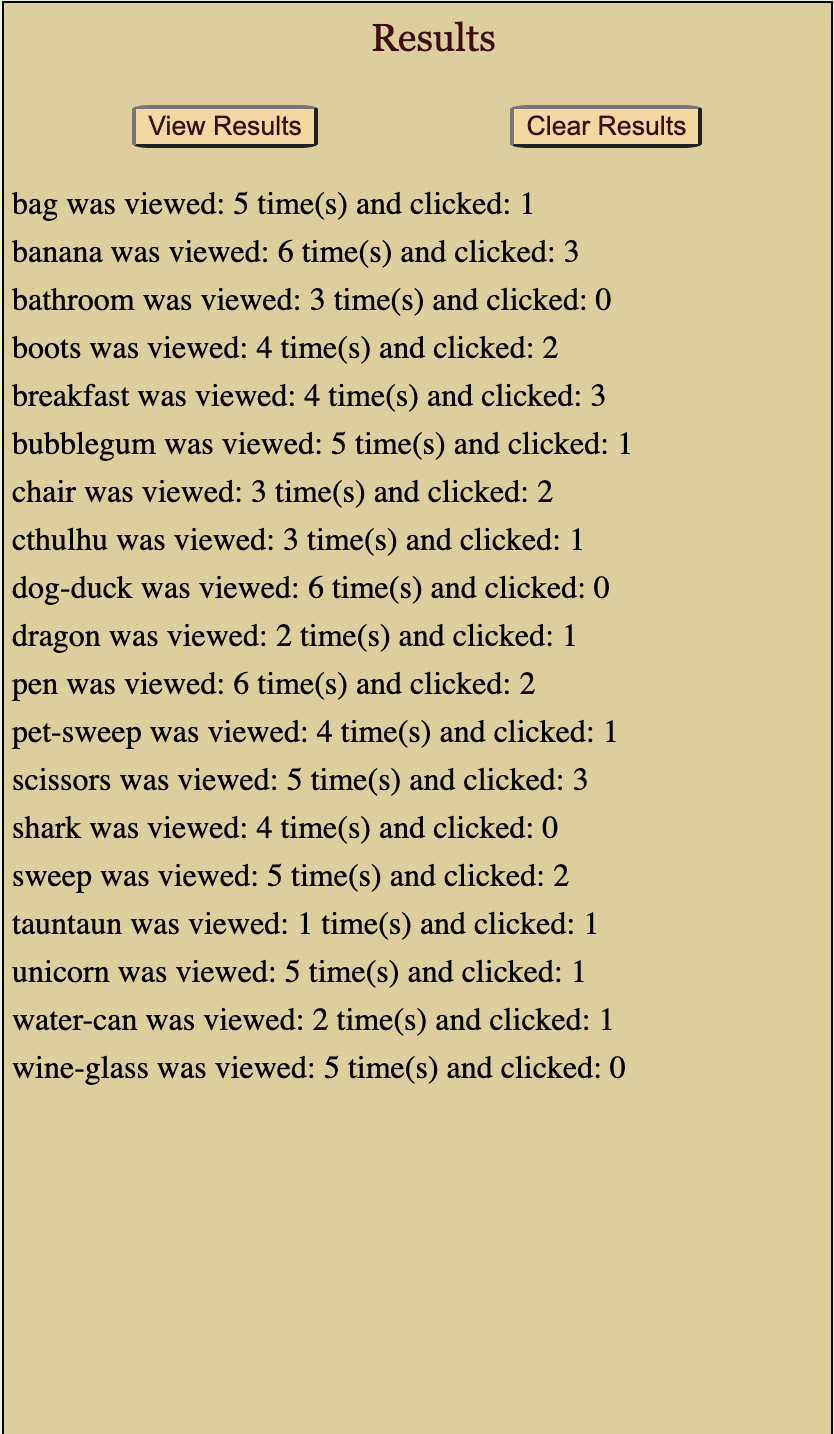 Results
View Results
Clear Results
bag was viewed: 5 time(s) and clicked: 1
banana was viewed: 6 time(s) and clicked: 3
bathroom was viewed: 3 time(s) and clicked: 0
boots was viewed: 4 time(s) and clicked: 2
breakfast was viewed: 4 time(s) and clicked: 3
bubblegum was viewed: 5 time(s) and clicked: 1
chair was viewed: 3 time(s) and clicked: 2
cthulhu was viewed: 3 time(s) and clicked: 1
dog-duck was viewed: 6 time(s) and clicked: 0
dragon was viewed: 2 time(s) and clicked: 1
pen was viewed: 6 time(s) and clicked: 2
pet-sweep was viewed: 4 time(s) and clicked: 1
scissors was viewed: 5 time(s) and clicked: 3
shark was viewed: 4 time(s) and clicked: 0
sweep was viewed: 5 time(s) and clicked: 2
tauntaun was viewed: 1 time(s) and clicked: 1
unicorn was viewed: 5 time(s) and clicked: 1
water-can was viewed: 2 time(s) and clicked: 1
wine-glass was viewed: 5 time(s) and clicked: 0